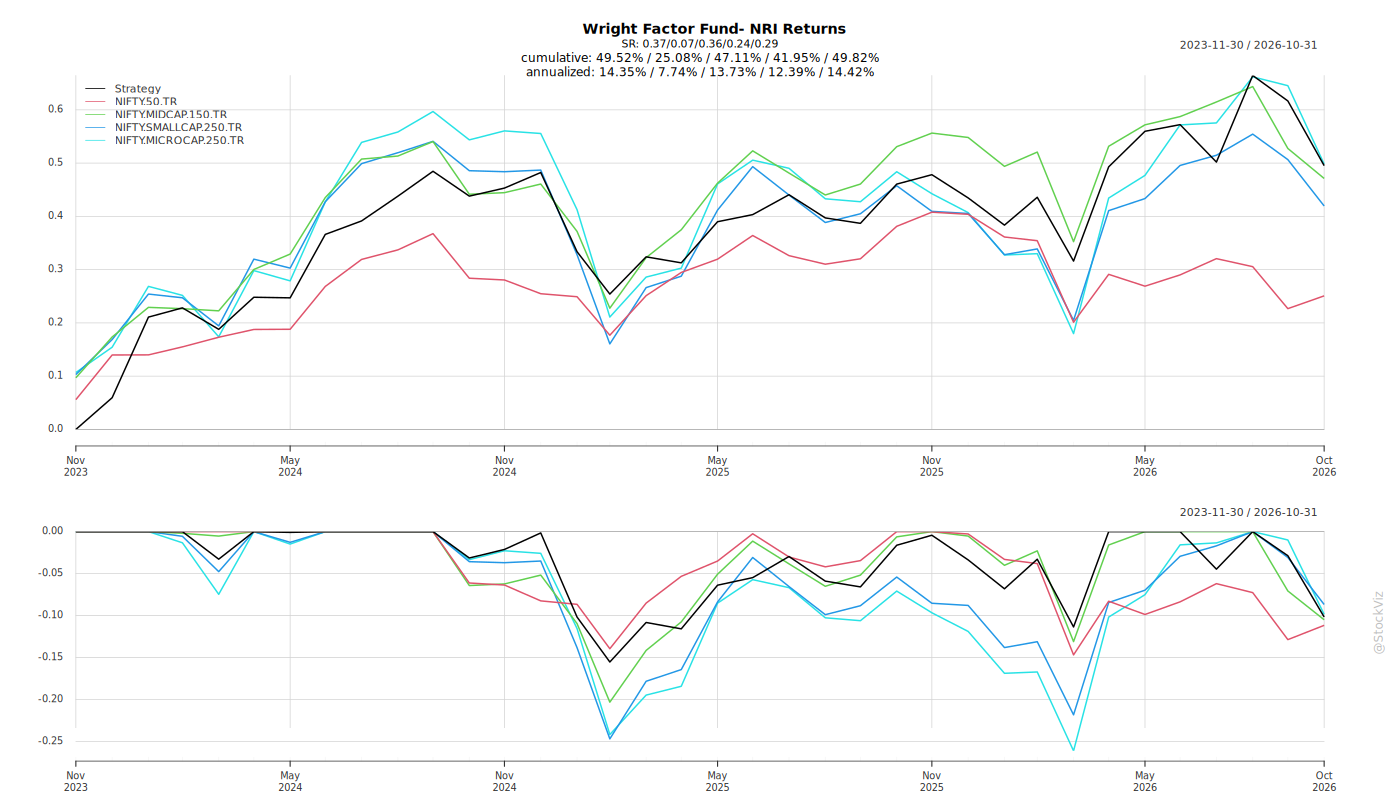 Wright Factor Fund- NRI Returns
SR: 0.37/0.07/0.36/0.24/0.29
2023-11-30 / 2026-10-31
cumulative: 49.52% / 25.08% / 47.11% / 41.95% / 49.82%
annualized: 14.35% / 7.74% / 13.73% / 12.39% / 14.42%
Strategy
NIFTY.50.TR
NIFTY.MIDCAP.150.TR
NIFTY.SMALLCAP.250.TR
NIFTY.MICROCAP.250.TR
0.6
0.5
0.4
0.3
0.2
0.1
0.0
Nov May Nov May Nov May Oct
2023 2024 2024 2025 2025 2026 2026
2023-11-30 / 2026-10-31
0.00
-0.05
-0.10
-0.15
-0.20
-0.25
Nov May Nov May Nov May Oct
2023 2024 2024 2025 2025 2026 2026
@StockViz